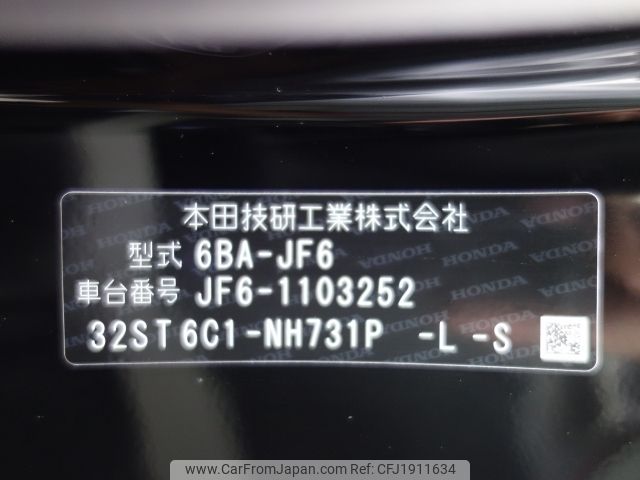 本田技研工業株式会社
型式 6BA-JF6
車台番号 JF6-1103252
32ST6C1-NH731P -L -S
www.CarFromJapan.com - CFJ1911634